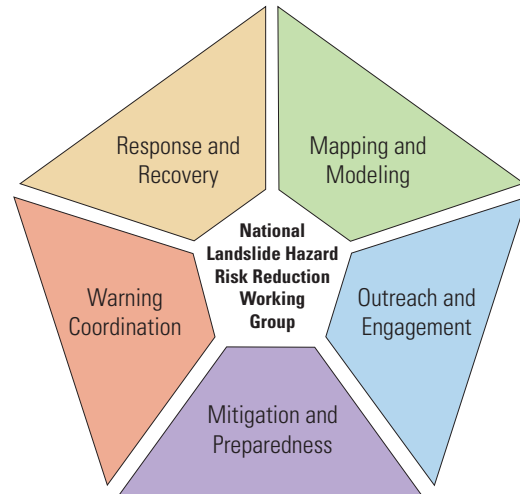 Response and
Recovery
Mapping and
Modeling
National
Landslide Hazard
Risk Reduction
Working
Group
Warning
Coordination
Outreach and
Engagement
Mitigation and
Preparedness